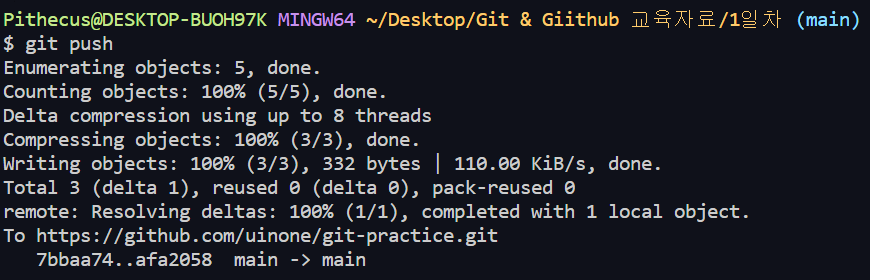 Pithecus@DESKTOP-BUOH97K MINGW64 ~/Desktop/Git & Giithub 교육자료/1일차 (main)
$ git push
Enumerating objects: 5, done.
Counting objects: 100% (5/5), done.
Delta compression using up to 8 threads
Compressing objects: 100% (3/3), done.
Writing objects: 100% (3/3), 332 bytes | 110.00 KiB/s, done.
Total 3 (delta 1), reused 0 (delta 0), pack-reused 0
remote: Resolving deltas: 100% (1/1), completed with 1 local object.
To https://github.com/uinone/git-practice.git
   7bbaa74..afa2058  main -> main